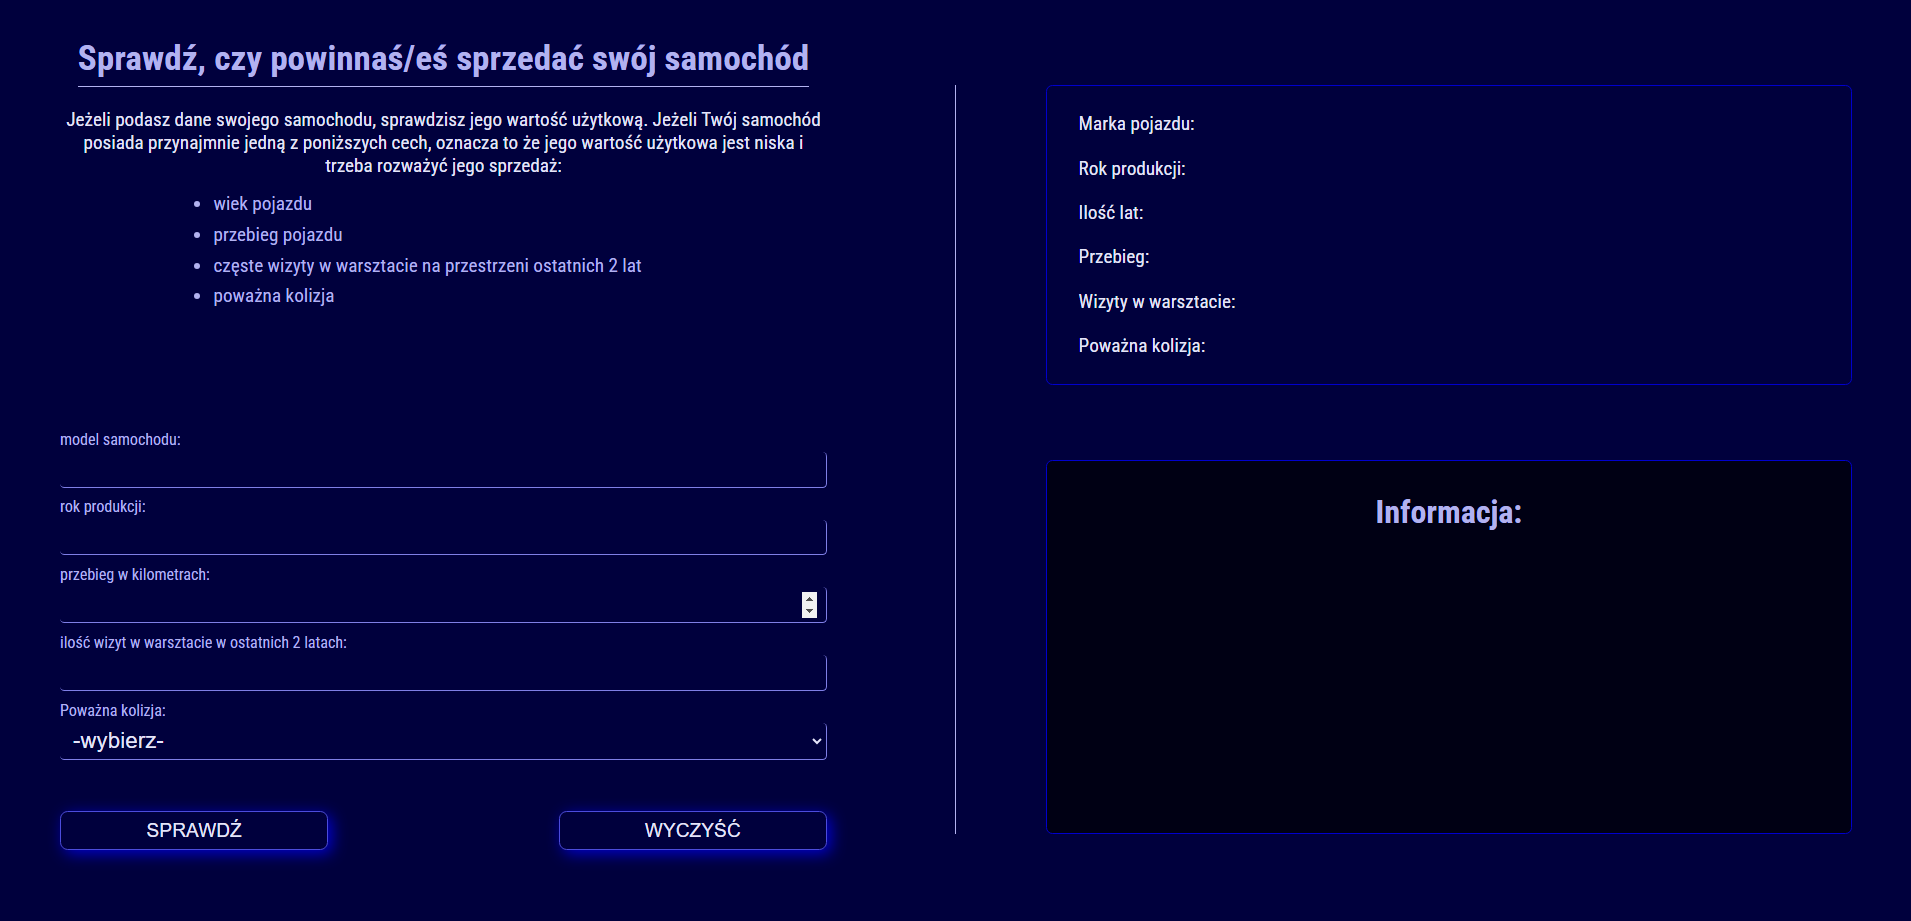 Sprawdź, czy powinnaś/eś sprzedać swój samochód
Jeżeli podasz dane swojego samochodu, sprawdzisz jego wartość użytkową. Jeżeli Twój samochód
posiada przynajmnie jedną z poniższych cech, oznacza to że jego wartość użytkowa jest niska i
trzeba rozważyć jego sprzedaż:
wiek pojazdu
przebieg pojazdu
częste wizyty w warsztacie na przestrzeni ostatnich 2 lat
poważna kolizja
model samochodu:
rok produkcji:
przebieg w kilometrach:
ilość wizyt w warsztacie w ostatnich 2 latach:
Poważna kolizja:
-wybierz-
SPRAWDŹ
WYCZYŚĆ
Marka pojazdu:
Rok produkcji:
Ilość lat:
Przebieg:
Wizyty w warsztacie:
Poważna kolizja:
Informacja: